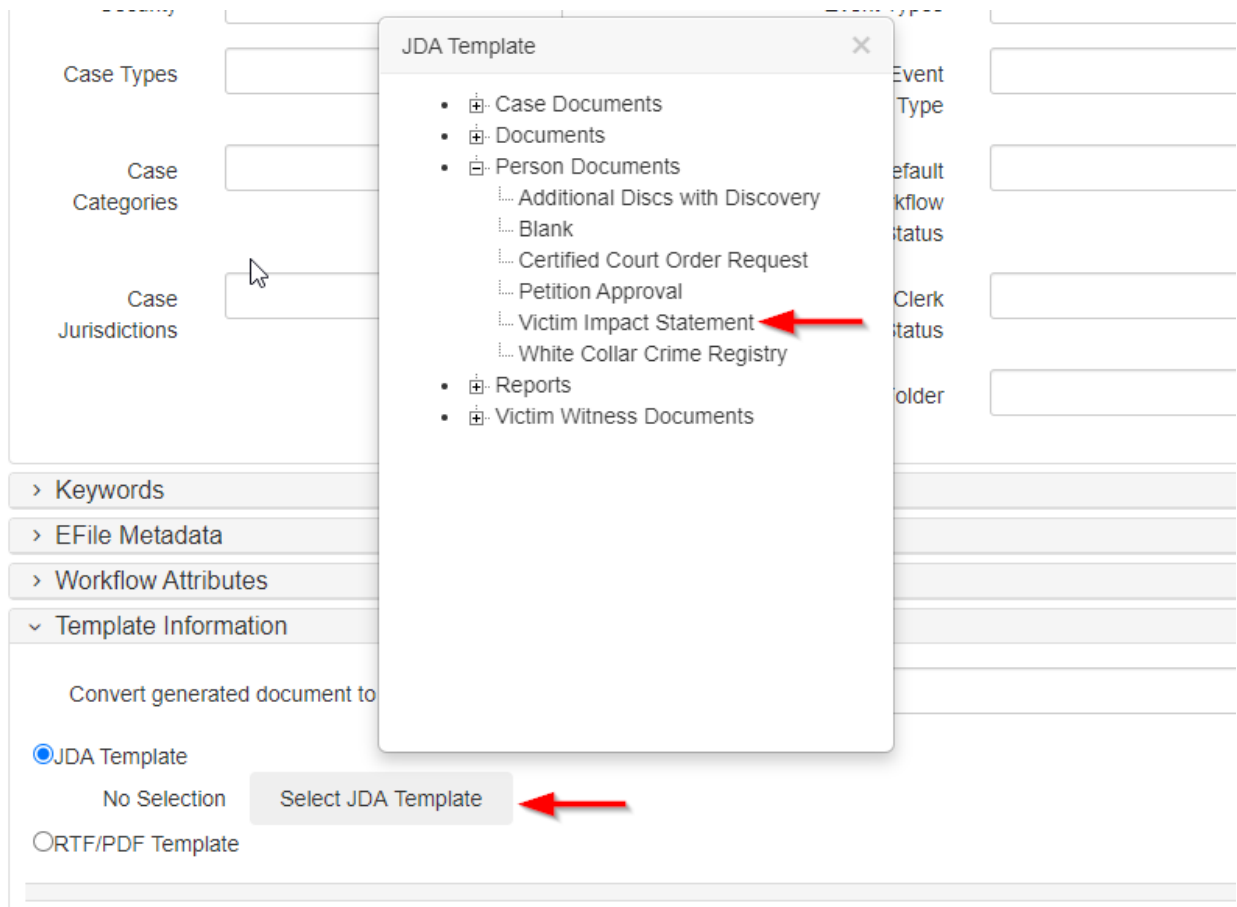 JDA Template
Case Types
Event
Type
Case Documents
Documents
Person Documents
Additional Discs with Discovery
Blank
Certified Court Order Request
Petition Approval
Victim Impact Statement
White Collar Crime Registry
Reports
Victim Witness Documents
Case
Categories
efault
kflow
tatus
Case
Jurisdictions
Clerk
tatus
older
Keywords
EFile Metadata
Workflow Attributes
Template Information
Convert generated document to
JDA Template
No Selection
Select JDA Template
RTF/PDF Template